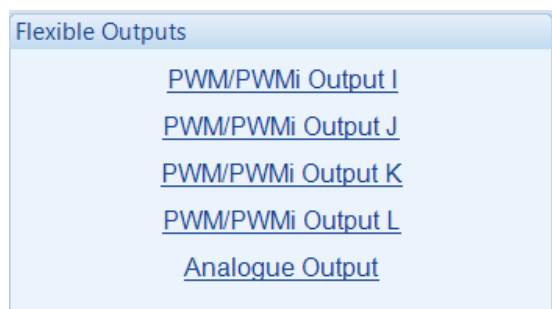 Flexible Outputs
PWM/PWMi Output I
PWM/PWMi Output J
PWM/PWMi Output K
PWM/PWMi Output L
Analogue Output